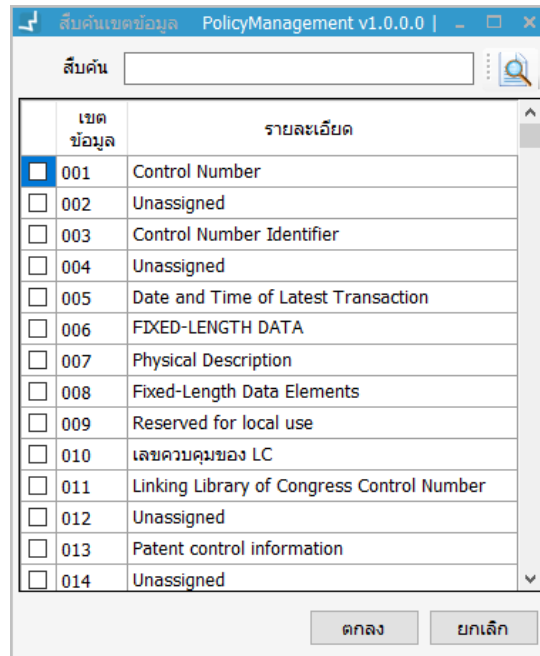 สืบค้นเขตข้อมูล PolicyManagement v1.0.0.0 |
สืบค้น
เขต
ข้อมูล รายละเอียด
001 Control Number
002 Unassigned
003 Control Number Identifier
004 Unassigned
005 Date and Time of Latest Transaction
006 FIXED-LENGTH DATA
007 Physical Description
008 Fixed-Length Data Elements
009 Reserved for local use
010 เลขควบคุมของ LC
011 Linking Library of Congress Control Number
012 Unassigned
013 Patent control information
014 Unassigned
ตกลง ยกเลิก